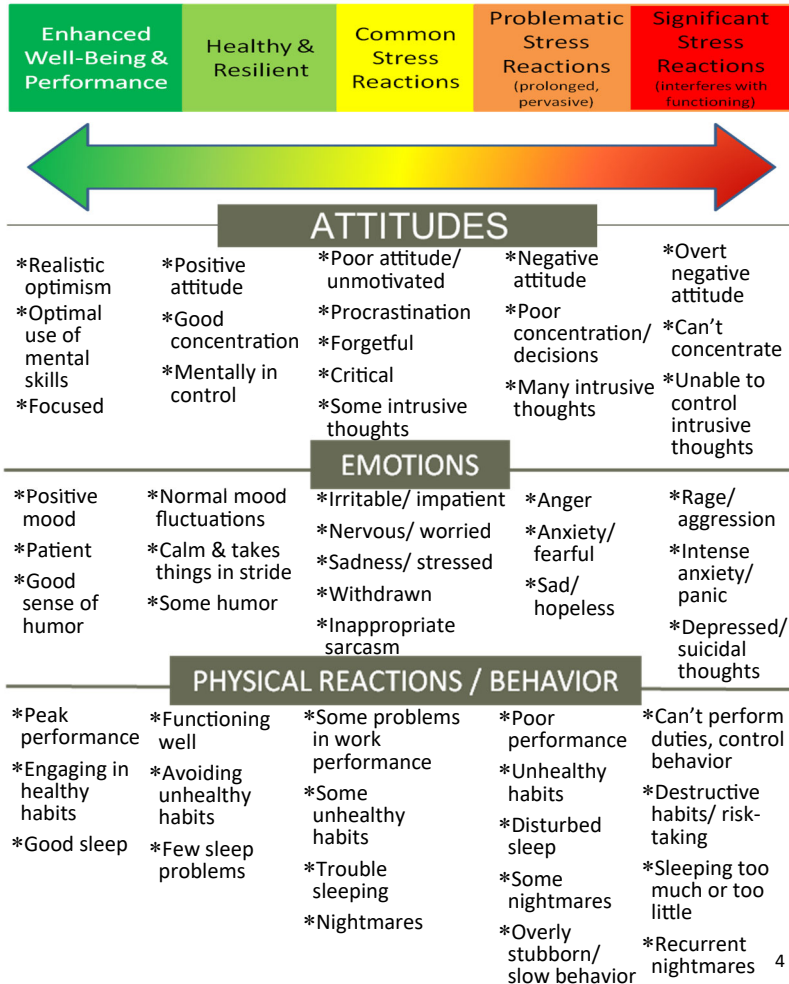 Enhanced
Well-Being &
Performance
Healthy &
Resilient
Common
Stress
Reactions
Problematic
Stress
Reactions
(prolonged,
pervasive)
Significant
Stress
Reactions
(interferes with
functioning)
ATTITUDES
*Realistic
optimism
*Optimal
use of
mental
skills
*Focused
*Positive
attitude
*Good
concentration
*Mentally in
control
*Poor attitude/
unmotivated
*Procrastination
*Forgetful
*Critical
*Some intrusive
thoughts
*Negative
attitude
*Poor
concentration/
decisions
*Many intrusive
thoughts
*Overt
negative
attitude
*Can't
concentrate
*Unable to
control
intrusive
thoughts
EMOTIONS
*Positive
mood
*Patient
*Good
sense of
humor
*Normal mood
fluctuations
*Calm & takes
things in stride
*Some humor
*Irritable/ impatient
*Nervous/ worried
*Sadness/ stressed
*Withdrawn
*Inappropriate
sarcasm
*Anger
*Anxiety/
fearful
*Sad/
hopeless
*Rage/
aggression
*Intense
anxiety/
panic
*Depressed/
suicidal
thoughts
PHYSICAL REACTIONS / BEHAVIOR
*Peak
performance
*Engaging in
healthy
habits
*Good sleep
*Functioning
well
*Avoiding
unhealthy
habits
*Few sleep
problems
*Some problems
in work
performance
*Some
unhealthy
habits
*Trouble
sleeping
*Nightmares
*Poor
performance
*Unhealthy
habits
*Disturbed
sleep
*Some
nightmares
*Overly
stubborn/
slow behavior
*Can't perform
duties, control
behavior
*Destructive
habits/ risk-
taking
*Sleeping too
much or too
little
*Recurrent
nightmares
4